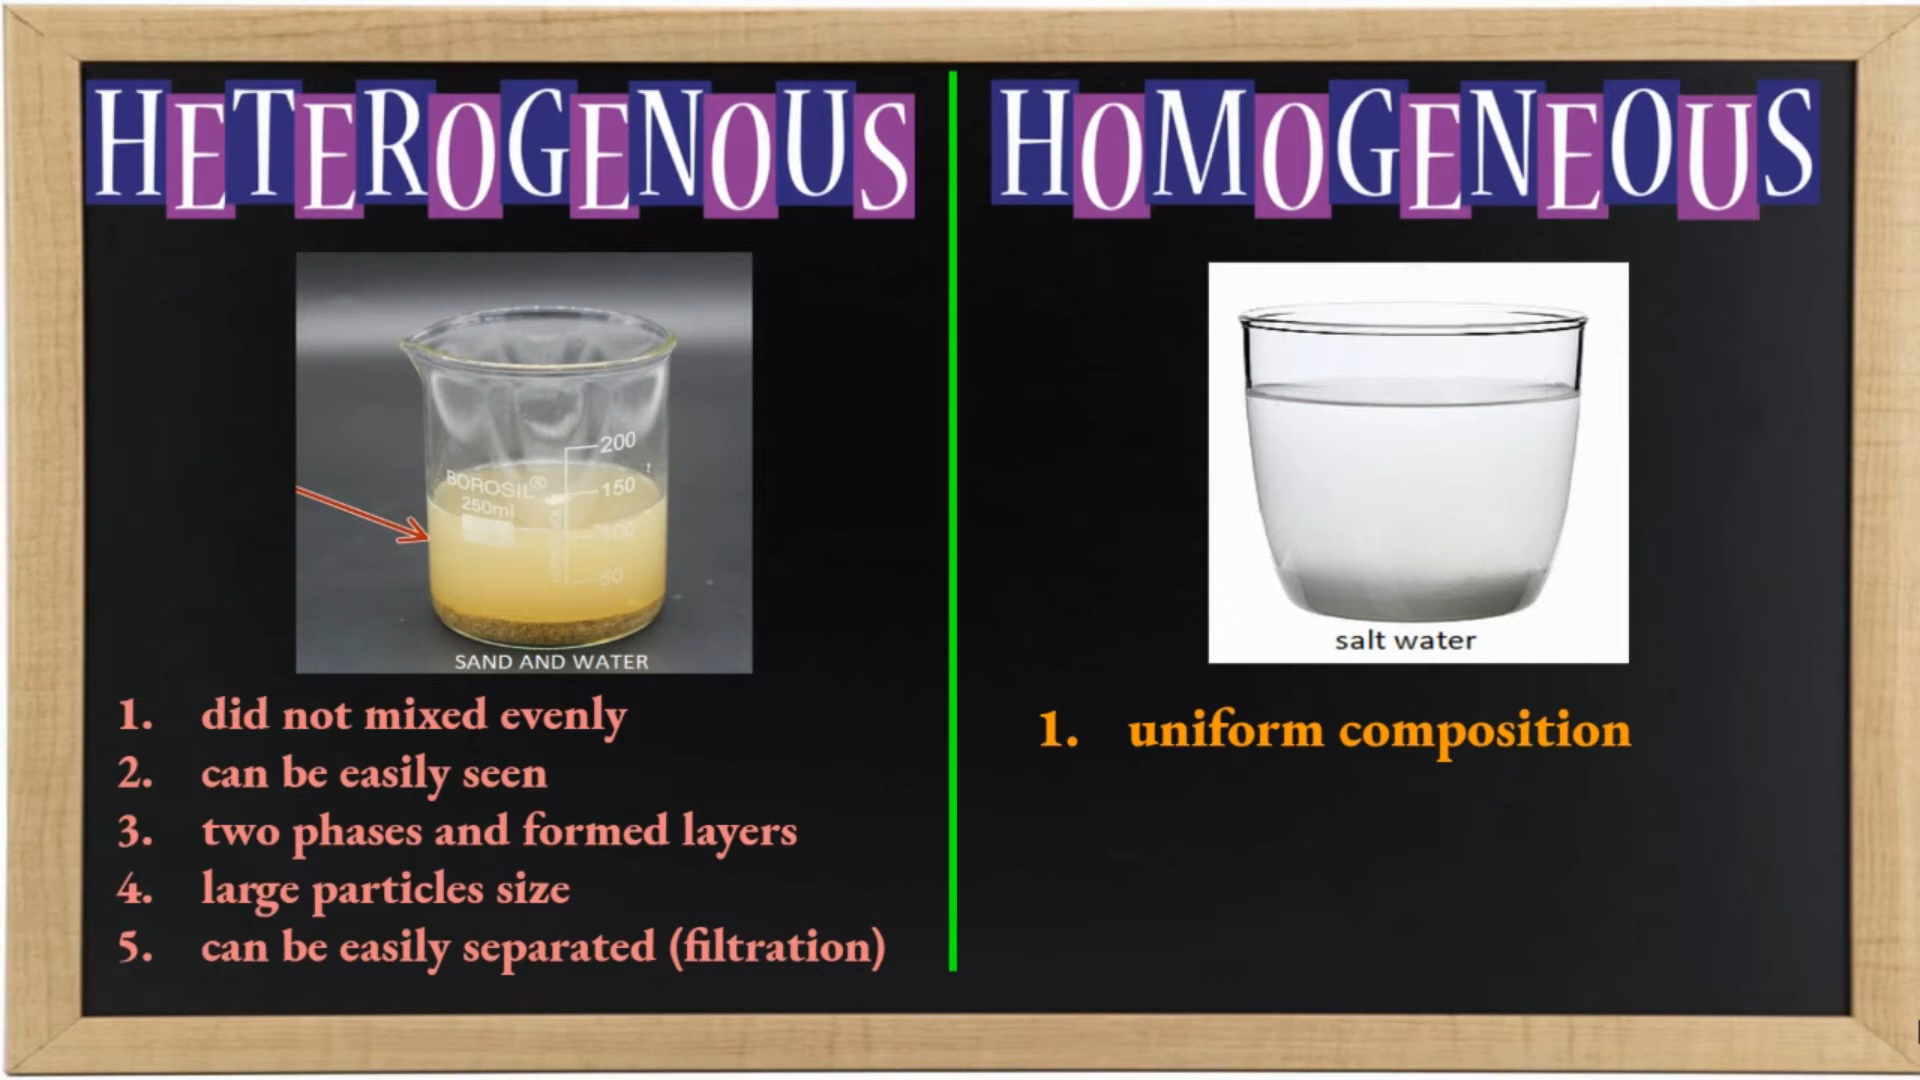 HETEROGENOUS
HOMOGENEOUS
200
BOROSIL®
150
250ml
100
50
SAND AND WATER
salt water
1. did not mixed evenly
2. can be easily seen
3. two phases and formed layers
4. large particles size
5. can be easily separated (filtration)
1. uniform composition